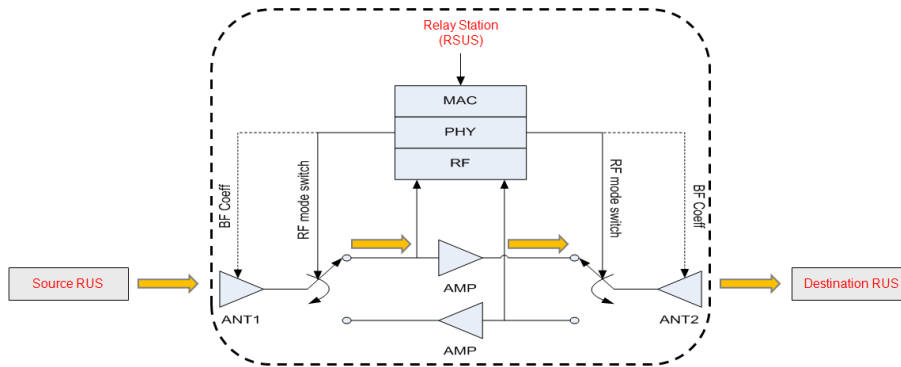 Relay Station
(RSUS)
MAC
PHY
RF
BF Coeff
RF mode switch
RF mode switch
BF Coeff
Source RUS
ANT1
AMP
AMP
ANT2
Destination RUS